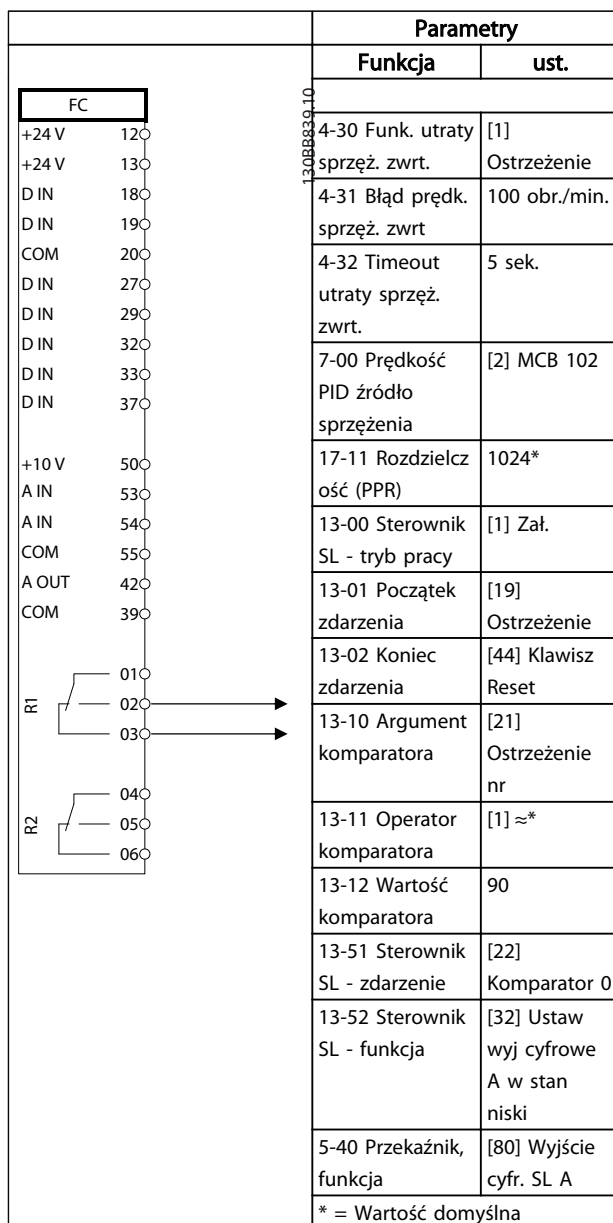 Parametry
Funkcja ust.
FC
+24 V 12
+24 V 13
D IN 18
D IN 19
COM 20
D IN 27
D IN 29
D IN 32
D IN 33
D IN 37
+10 V 50
A IN 53
A IN 54
COM 55
A OUT 42
COM 39
R1
01
02
03
R2
04
05
06
130BB839.10
4-30 Funk. utraty [1]
sprzęż. zwrt. Ostrzeżenie
4-31 Błąd prędk. 100 obr./min.
sprzęż. zwrt
4-32 Timeout 5 sek.
utraty sprzęż.
zwrt.
7-00 Prędkość [2] MCB 102
PID źródło
sprzężenia
17-11 Rozdzielcz 1024*
ość (PPR)
13-00 Sterownik [1] Zał.
SL - tryb pracy
13-01 Początek [19]
zdarzenia Ostrzeżenie
13-02 Koniec [44] Klawisz
zdarzenia Reset
13-10 Argument [21]
komparatora Ostrzeżenie
nr
13-11 Operator [1] ≈*
komparatora
13-12 Wartość 90
komparatora
13-51 Sterownik [22]
SL - zdarzenie Komparator 0
13-52 Sterownik [32] Ustaw
SL - funkcja wyj cyfrowe
A w stan
niski
5-40 Przekaźnik, [80] Wyjście
funkcja cyfr. SL A
* = Wartość domyślna